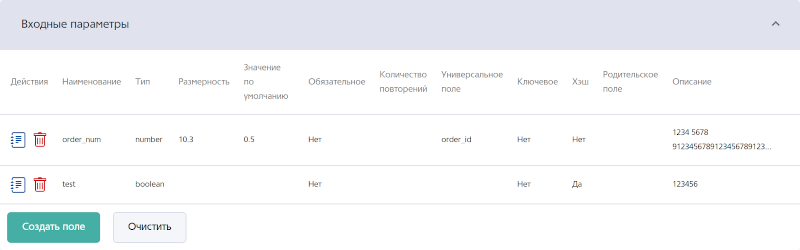 Входные параметры
Действия Наименование Тип Размерность Значение по умолчанию Обязательное Количество повторений Универсальное поле Ключевое Хэш Родительское поле Описание
order_num number 10.3 0.5 Нет order_id Нет Нет 1234 5678 9123456789123456789123...
test boolean Нет Нет Да 123456
Создать поле Очистить